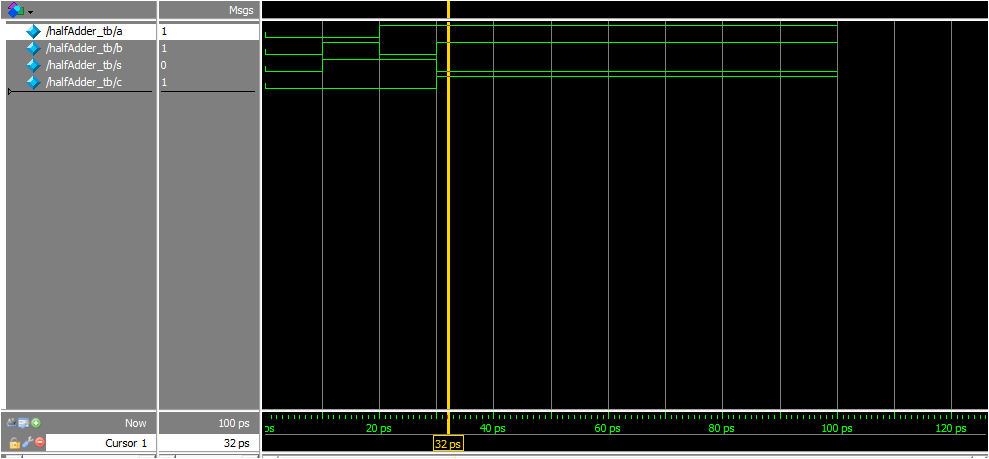 Msgs
/halfAdder_tb/a 1
/halfAdder_tb/b 1
/halfAdder_tb/s 0
/halfAdder_tb/c 1
Now 100 ps
ps 20 ps 40 ps 60 ps 80 ps 100 ps 120 ps
Cursor 1 32 ps 32 ps